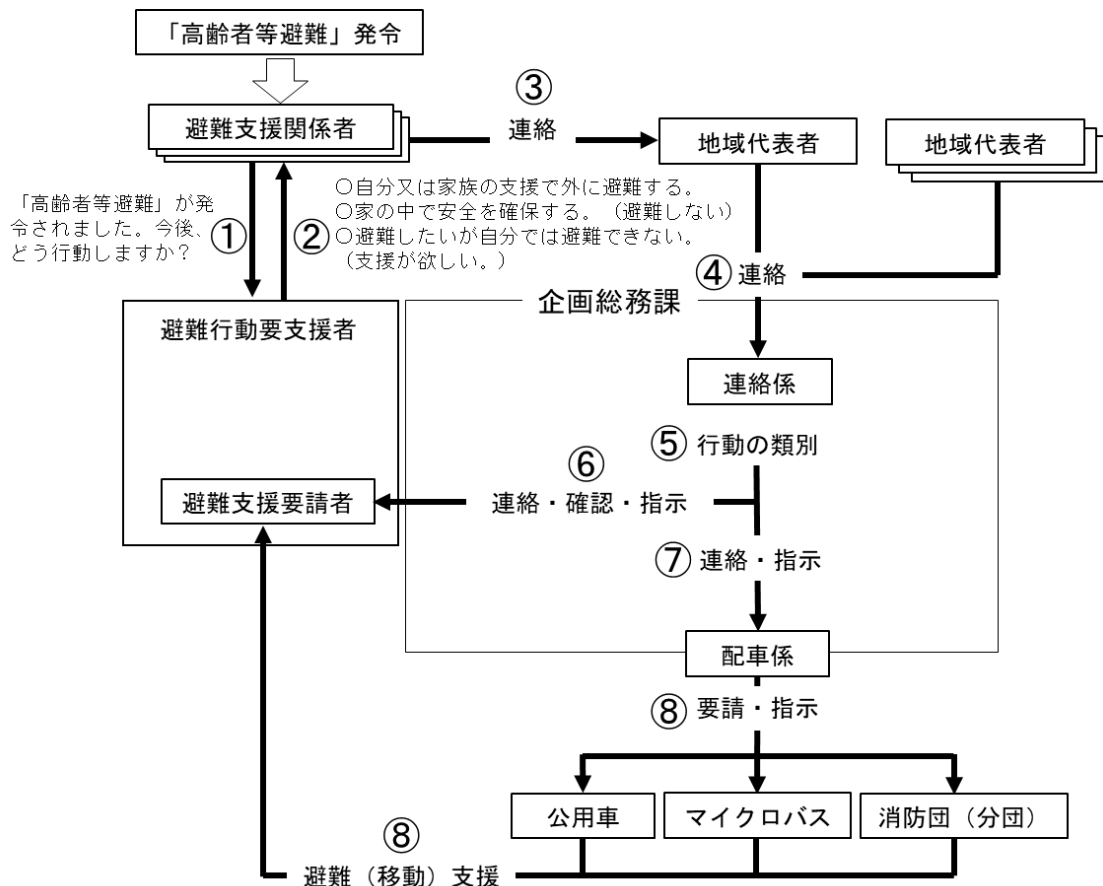 「高齢者等避難」発令
避難支援関係者
③
連絡
地域代表者
地域代表者
「高齢者等避難」が発
令されました。今後、
どう行動しますか？
①
②
○自分又は家族の支援で外に避難する。
○家の中で安全を確保する。（避難しない）
○避難したいが自分では避難できない。
（支援が欲しい。）
④ 連絡
企画総務課
避難行動要支援者
連絡係
⑤ 行動の類別
⑥
連絡・確認・指示
避難支援要請者
⑦ 連絡・指示
配車係
⑧ 要請・指示
公用車
マイクロバス
消防団（分団）
⑧
避難（移動）支援